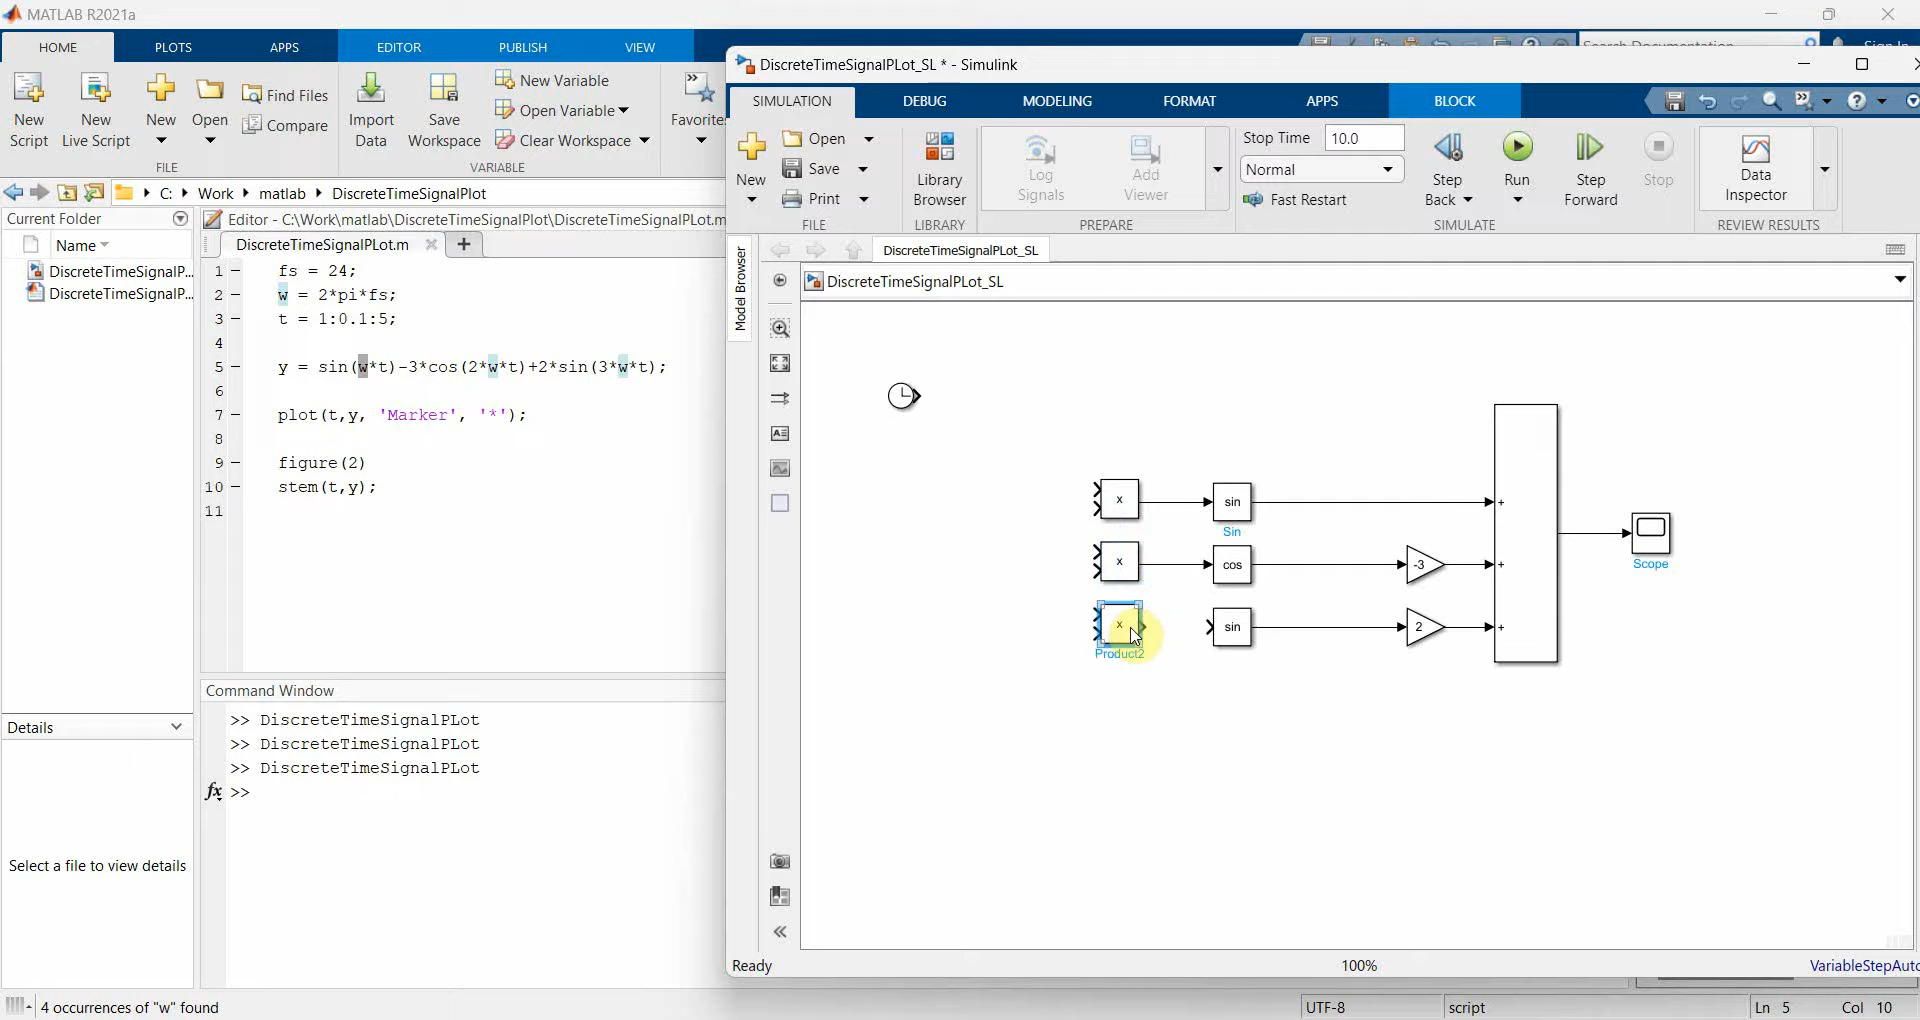 MATLAB R2021a
HOME
PLOTS
APPS
EDITOR
PUBLISH
VIEW
New Script
New Live Script
New
Open
Find Files
Compare
FILE
Import Data
Save Workspace
New Variable
Open Variable
Clear Workspace
VARIABLE
C: Work matlab DiscreteTimeSignalPlot
Current Folder
Name
DiscreteTimeSignalP...
DiscreteTimeSignalP...
Details
Select a file to view details
Editor - C:\Work\matlab\DiscreteTimeSignalPlot\DiscreteTimeSignalPLot.m
DiscreteTimeSignalPLot.m
1 fs = 24;
2 w = 2*pi*fs;
3 t = 1:0.1:5;
4
5 y = sin(w*t)-3*cos(2*w*t)+2*sin(3*w*t);
6
7 plot(t,y, 'Marker', '*');
8
9 figure(2)
10 stem(t,y);
11
Command Window
>> DiscreteTimeSignalPLot
>> DiscreteTimeSignalPLot
>> DiscreteTimeSignalPLot
fx >>
DiscreteTimeSignalPLot_SL * - Simulink
SIMULATION
DEBUG
MODELING
FORMAT
APPS
BLOCK
New
Open
Save
Print
FILE
Library Browser
LIBRARY
Log Signals
Add Viewer
PREPARE
Stop Time 10.0
Normal
Fast Restart
Step Back
Run
Step Forward
Stop
SIMULATE
Data Inspector
REVIEW RESULTS
Model Browser
DiscreteTimeSignalPLot_SL
DiscreteTimeSignalPLot_SL
x
sin
+
Sin
x
cos
-3
+
Scope
x
sin
2
+
Product2
Ready
100%
4 occurrences of "w" found
UTF-8
script
Ln 5
Col 10